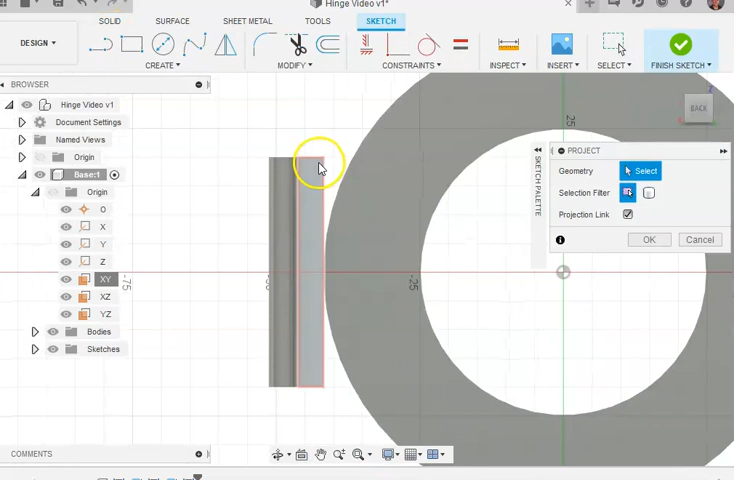 Hinge Video v1*
SOLID SURFACE SHEET METAL TOOLS SKETCH
DESIGN
CREATE MODIFY CONSTRAINTS INSPECT INSERT SELECT FINISH SKETCH
BROWSER
Hinge Video v1
Document Settings
Named Views
Origin
Base:1
Origin
O
X
Y
Z
XY
XZ
YZ
Bodies
Sketches
COMMENTS
-75
-25
25
BACK
Z
SKETCH PALETTE
PROJECT
Geometry Select
Selection Filter
Projection Link
OK Cancel